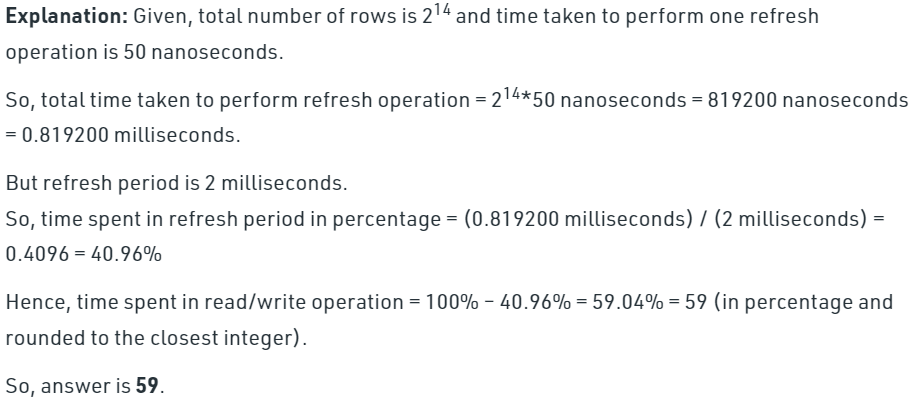 Explanation: Given, total number of rows is 2^14 and time taken to perform one refresh
operation is 50 nanoseconds.
So, total time taken to perform refresh operation = 2^14*50 nanoseconds = 819200 nanoseconds
= 0.819200 milliseconds.
But refresh period is 2 milliseconds.
So, time spent in refresh period in percentage = (0.819200 milliseconds) / (2 milliseconds) =
0.4096 = 40.96%
Hence, time spent in read/write operation = 100% – 40.96% = 59.04% = 59 (in percentage and
rounded to the closest integer).
So, answer is 59.